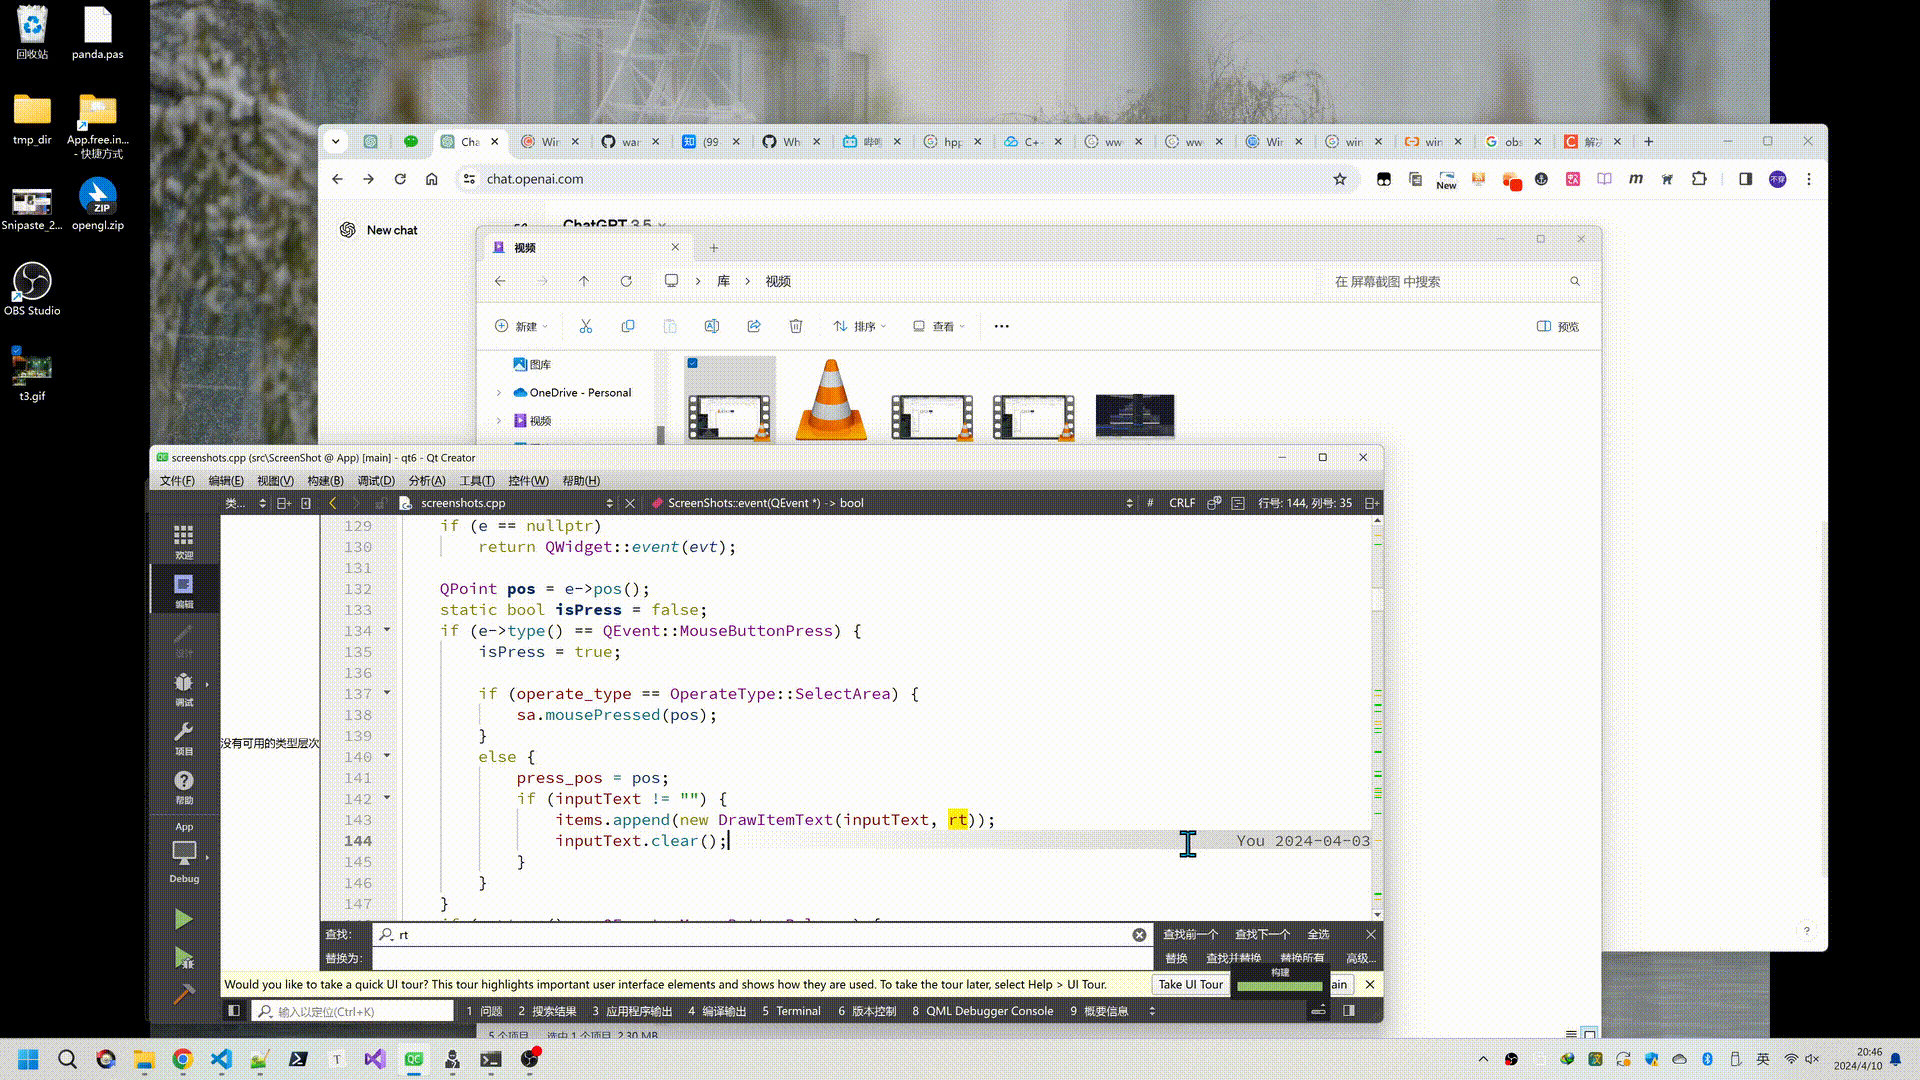 回收站
panda.pas
tmp_dir
App.free.in...
- 快捷方式
Snipaste_2...
opengl.zip
OBS Studio
t3.gif
Cha
Win
war
(99
Wh
哔哩
hpp
C+
ww
ww
Wir
win
win
obs
解
chat.openai.com
New
New chat
ChatGPT 3.5
视频
库 > 视频
在 屏幕截图 中搜索
新建
排序
查看
预览
图库
OneDrive - Personal
视频
screenshots.cpp (src\ScreenShot @ App) [main] - qt6 - Qt Creator
文件(F) 编辑(E) 视图(V) 构建(B) 调试(D) 分析(A) 工具(T) 控件(W) 帮助(H)
类... screenshots.cpp ScreenShots::event(QEvent *) -> bool # CRLF 行号: 144, 列号: 35
129 if (e == nullptr)
130 return QWidget::event(evt);
131
132 QPoint pos = e->pos();
133 static bool isPress = false;
134 if (e->type() == QEvent::MouseButtonPress) {
135 isPress = true;
136
137 if (operate_type == OperateType::SelectArea) {
138 sa.mousePressed(pos);
139 }
140 else {
141 press_pos = pos;
142 if (inputText != "") {
143 items.append(new DrawItemText(inputText, rt));
144 inputText.clear(); You 2024-04-03
145 }
146 }
147 }
欢迎
编辑
设计
调试
项目
帮助
App
Debug
没有可用的类型层次
查找: rt 查找前一个 查找下一个 全选
替换为: 替换 查找并替换 替换所有 高级...
构建
Would you like to take a quick UI tour? This tour highlights important user interface elements and shows how they are used. To take the tour later, select Help > UI Tour. Take UI Tour ain
输入以定位(Ctrl+K) 1 问题 2 搜索结果 3 应用程序输出 4 编译输出 5 Terminal 6 版本控制 8 QML Debugger Console 9 概要信息
5 个项目 选中 1 个项目 2.30 MB
英
20:46
2024/4/10